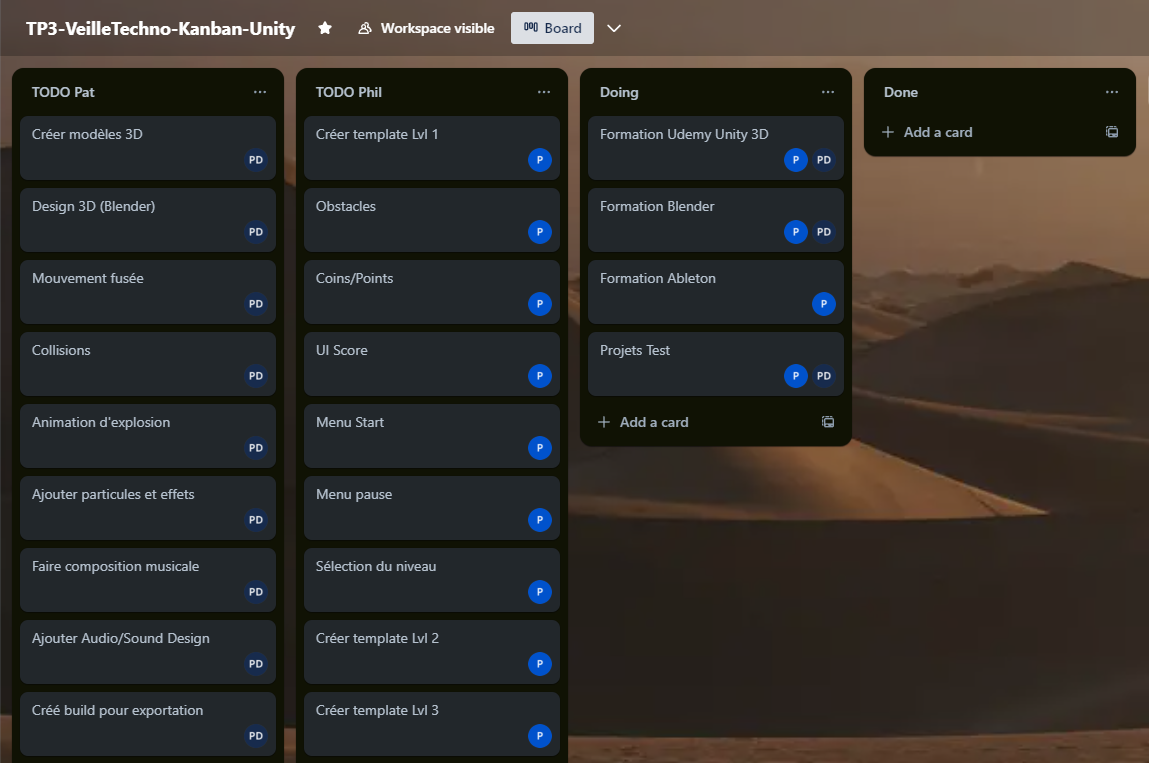 TP3-VeilleTechno-Kanban-Unity
Workspace visible
Board
TODO Pat
Créer modèles 3D
PD
Design 3D (Blender)
PD
Mouvement fusée
PD
Collisions
PD
Animation d'explosion
PD
Ajouter particules et effets
PD
Faire composition musicale
PD
Ajouter Audio/Sound Design
PD
Créé build pour exportation
PD
TODO Phil
Créer template Lvl 1
P
Obstacles
P
Coins/Points
P
UI Score
P
Menu Start
P
Menu pause
P
Sélection du niveau
P
Créer template Lvl 2
P
Créer template Lvl 3
P
Doing
Formation Udemy Unity 3D
P PD
Formation Blender
P PD
Formation Ableton
P
Projets Test
P PD
Add a card
Done
Add a card